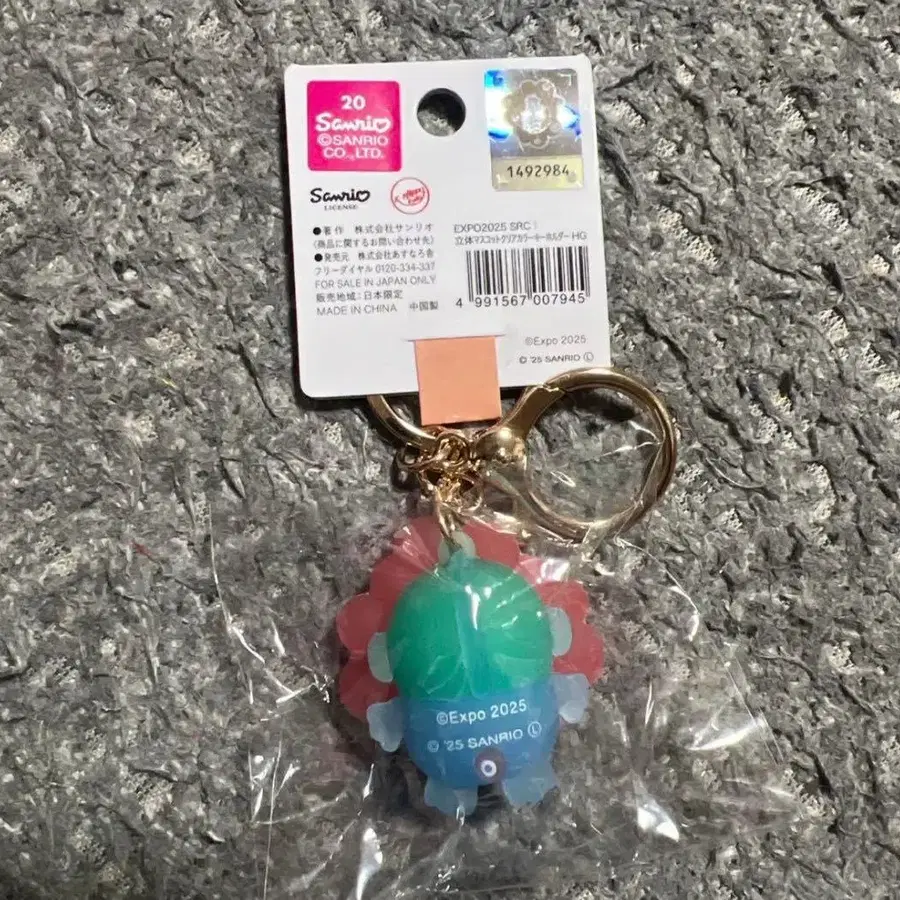 20
Sanrio
©SANRIO
CO., LTD.
1492984
Sanrio
LICENSE
●著作 株式会社サンリオ
〈商品に関するお問い合わせ先〉
●発売元 株式会社あすなろ舎
フリーダイヤル 0120-334-337
FOR SALE IN JAPAN ONLY
販売地域:日本限定
MADE IN CHINA 中国製
EXPO2025 SRC
立体マスコットクリアカラーキーホルダー HG
4 991567 007945
©Expo 2025
© '25 SANRIO Ⓛ
©Expo 2025
© '25 SANRIO Ⓛ